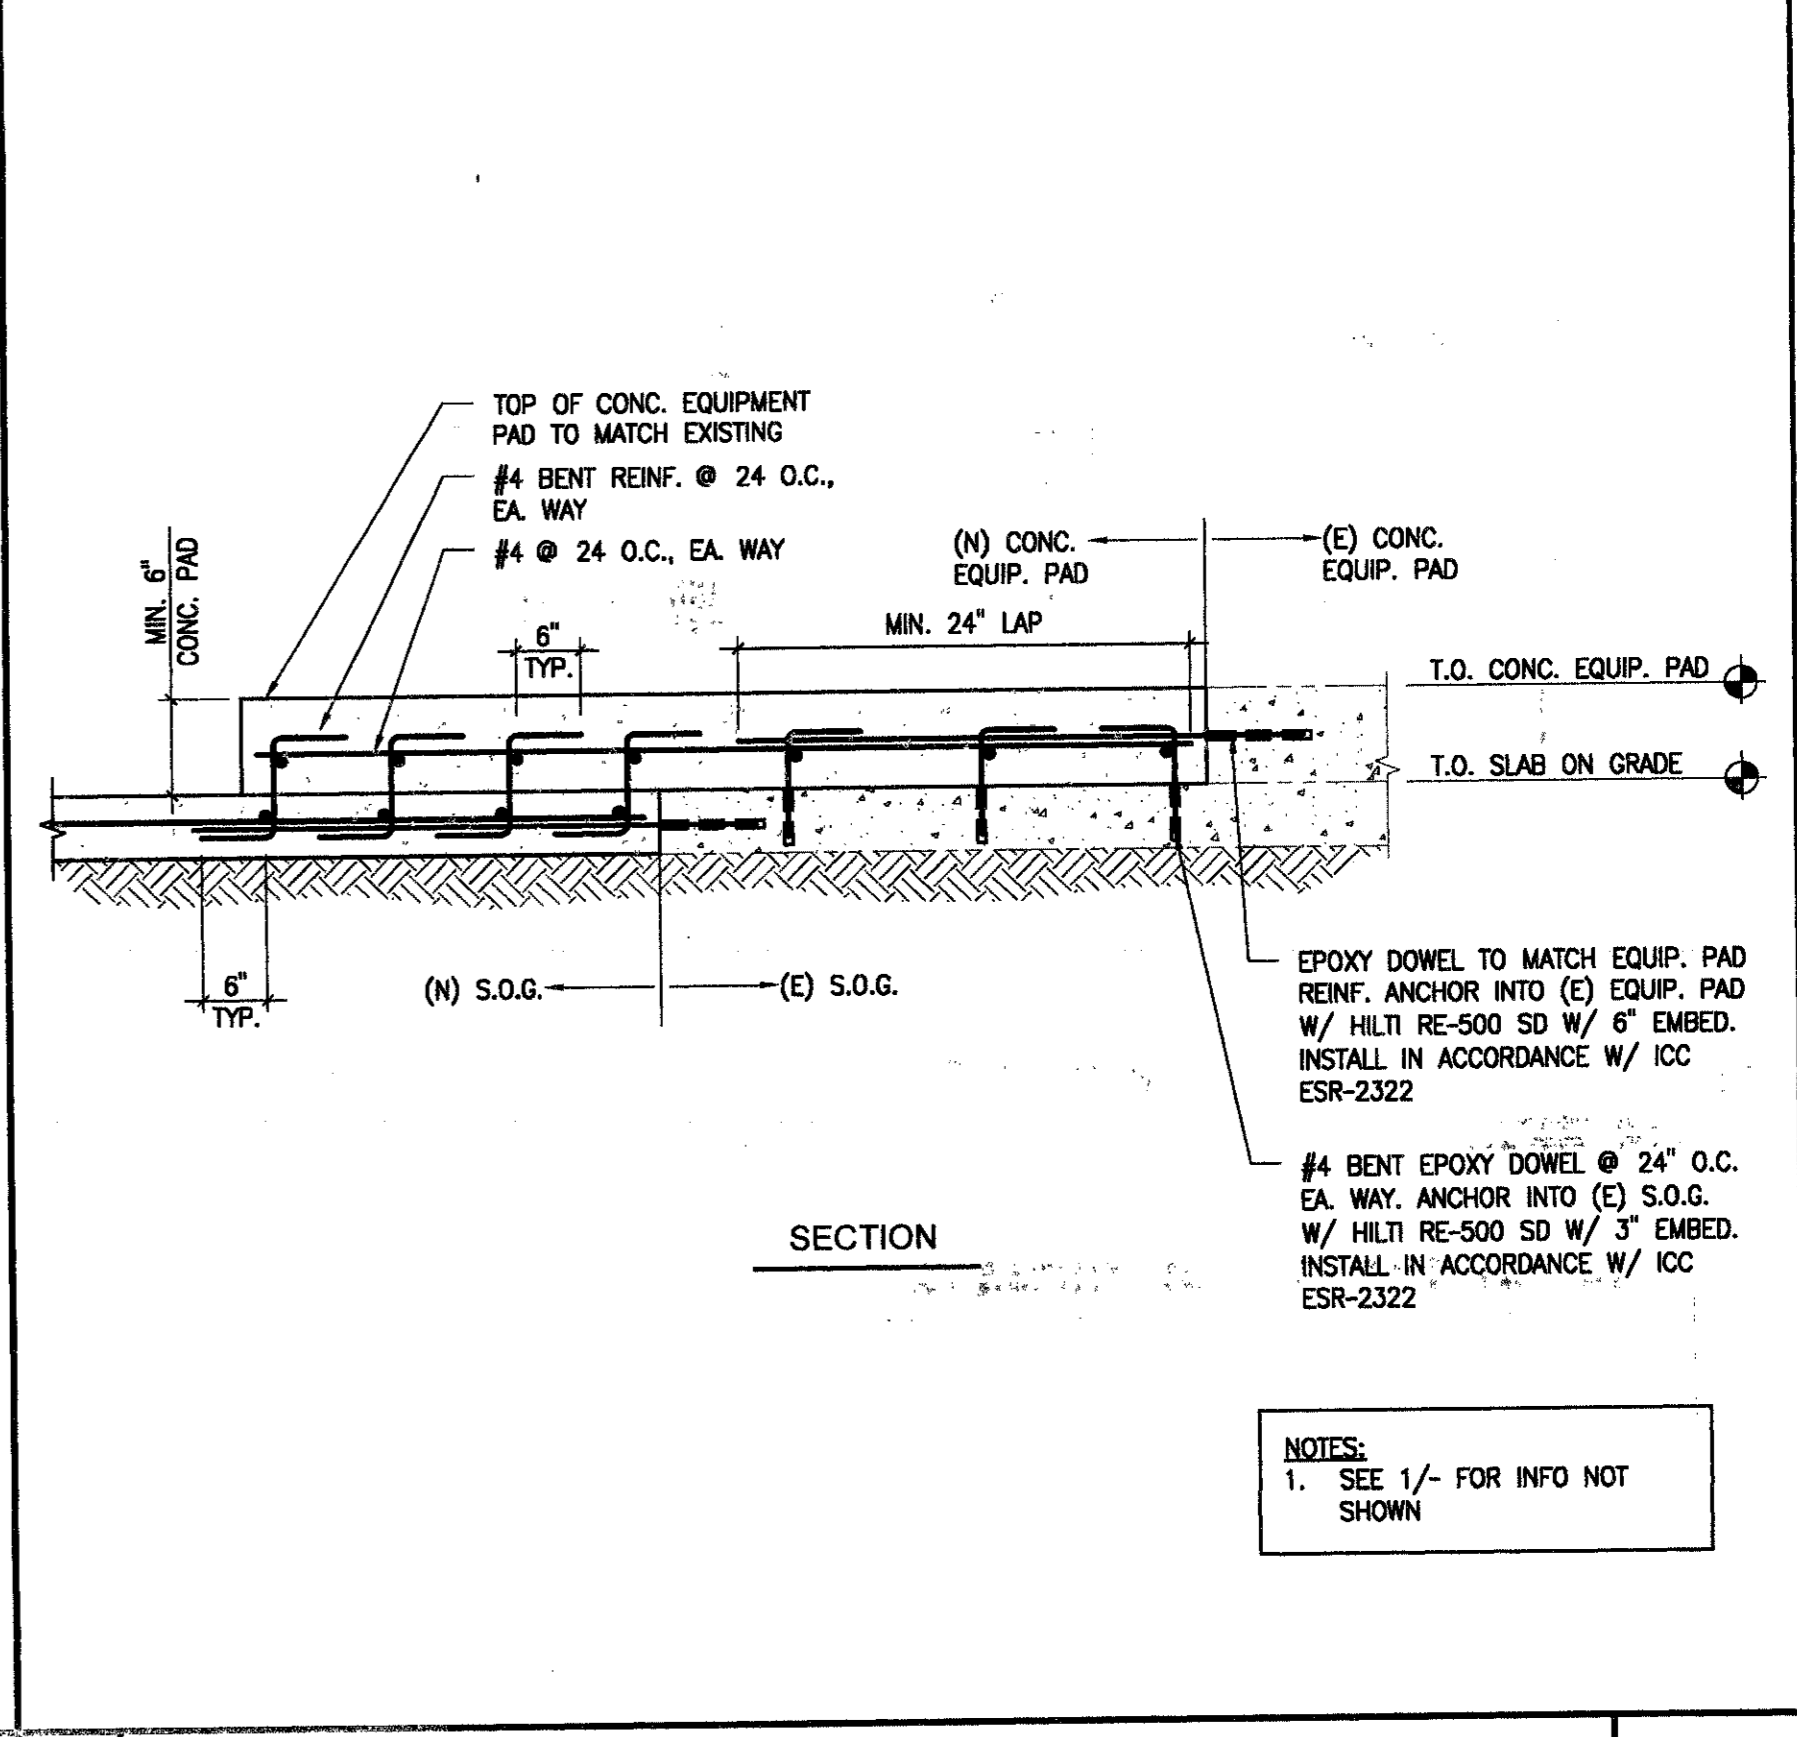 TOP OF CONC. EQUIPMENT
PAD TO MATCH EXISTING
#4 BENT REINF. @ 24 O.C.,
EA. WAY
#4 @ 24 O.C., EA. WAY
MIN. 6"
CONC. PAD
6"
TYP.
(N) CONC.
EQUIP. PAD
(E) CONC.
EQUIP. PAD
MIN. 24" LAP
T.O. CONC. EQUIP. PAD
T.O. SLAB ON GRADE
6"
TYP.
(N) S.O.G.
(E) S.O.G.
EPOXY DOWEL TO MATCH EQUIP. PAD
REINF. ANCHOR INTO (E) EQUIP. PAD
W/ HILTI RE-500 SD W/ 6" EMBED.
INSTALL IN ACCORDANCE W/ ICC
ESR-2322
#4 BENT EPOXY DOWEL @ 24" O.C.
EA. WAY. ANCHOR INTO (E) S.O.G.
W/ HILTI RE-500 SD W/ 3" EMBED.
INSTALL IN ACCORDANCE W/ ICC
ESR-2322
SECTION
NOTES:
1. SEE 1/- FOR INFO NOT
SHOWN